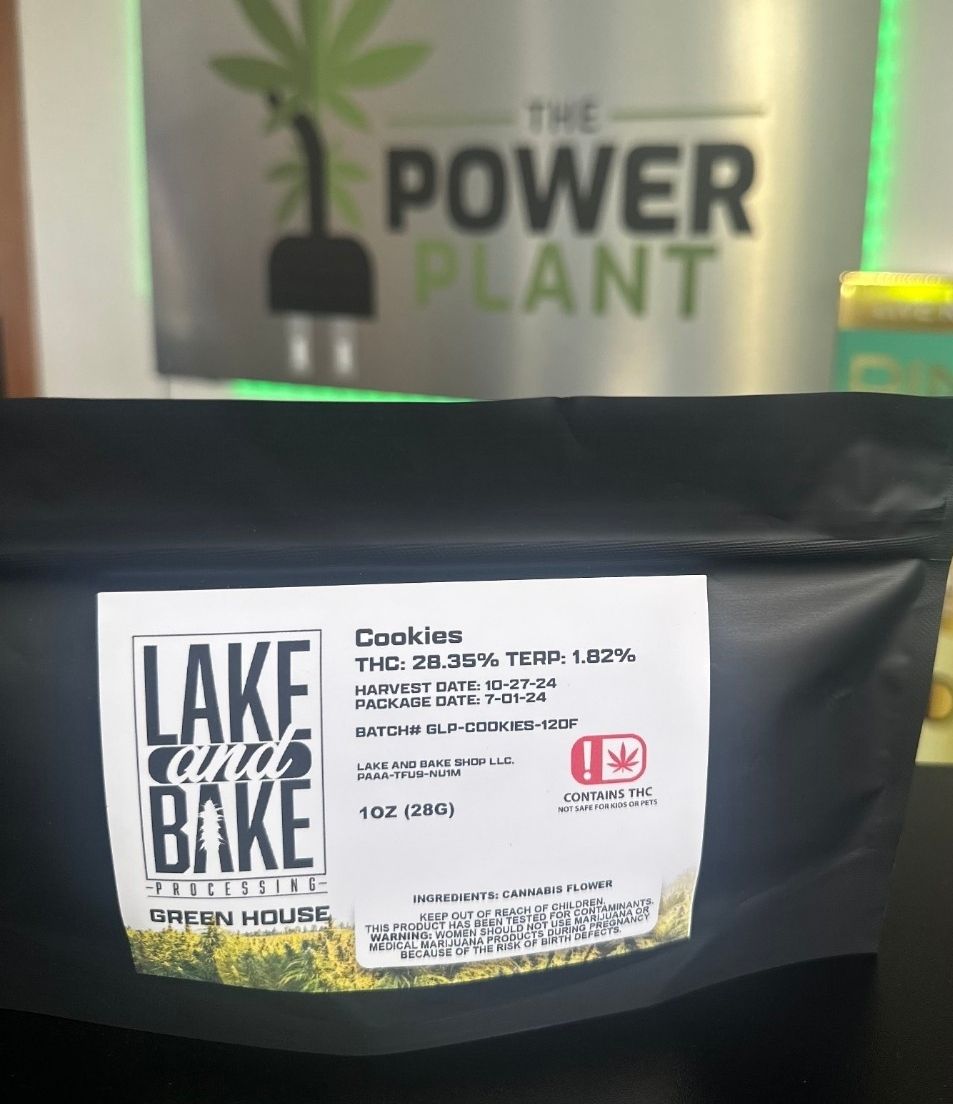 THE
POWER
PLANT
LAKE
and
BAKE
PROCESSING
GREEN HOUSE
Cookies
THC: 28.35% TERP: 1.82%
HARVEST DATE: 10-27-24
PACKAGE DATE: 7-01-24
BATCH# GLP-COOKIES-120F
LAKE AND BAKE SHOP LLC.
PAAA-TFU9-NU1M
CONTAINS THC
NOT SAFE FOR KIDS OR PETS
1OZ (28G)
INGREDIENTS: CANNABIS FLOWER
KEEP OUT OF REACH OF CHILDREN.
THIS PRODUCT HAS BEEN TESTED FOR CONTAMINANTS.
WARNING: WOMEN SHOULD NOT USE MARIJUANA OR
MEDICAL MARIJUANA PRODUCTS DURING PREGNANCY
BECAUSE OF THE RISK OF BIRTH DEFECTS.